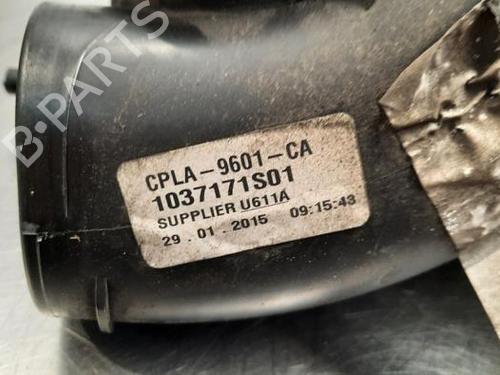 B-PARTS
CPLA-9601-CA
1037171S01
SUPPLIER U611A
29 . 01 . 2015 09:15:43